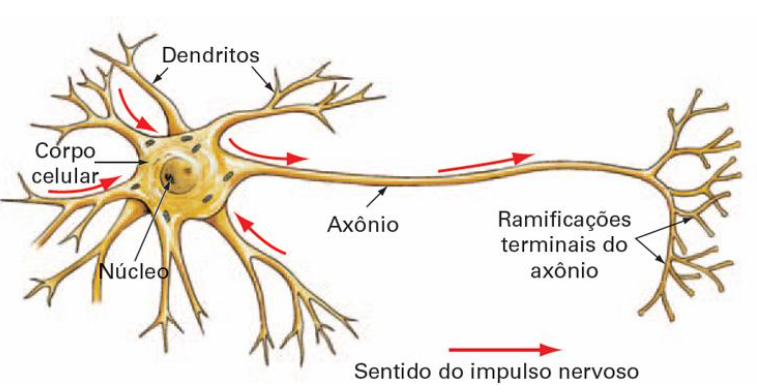 Dendritos
Corpo
celular
Núcleo
Axônio
Ramificações
terminais do
axônio
Sentido do impulso nervoso